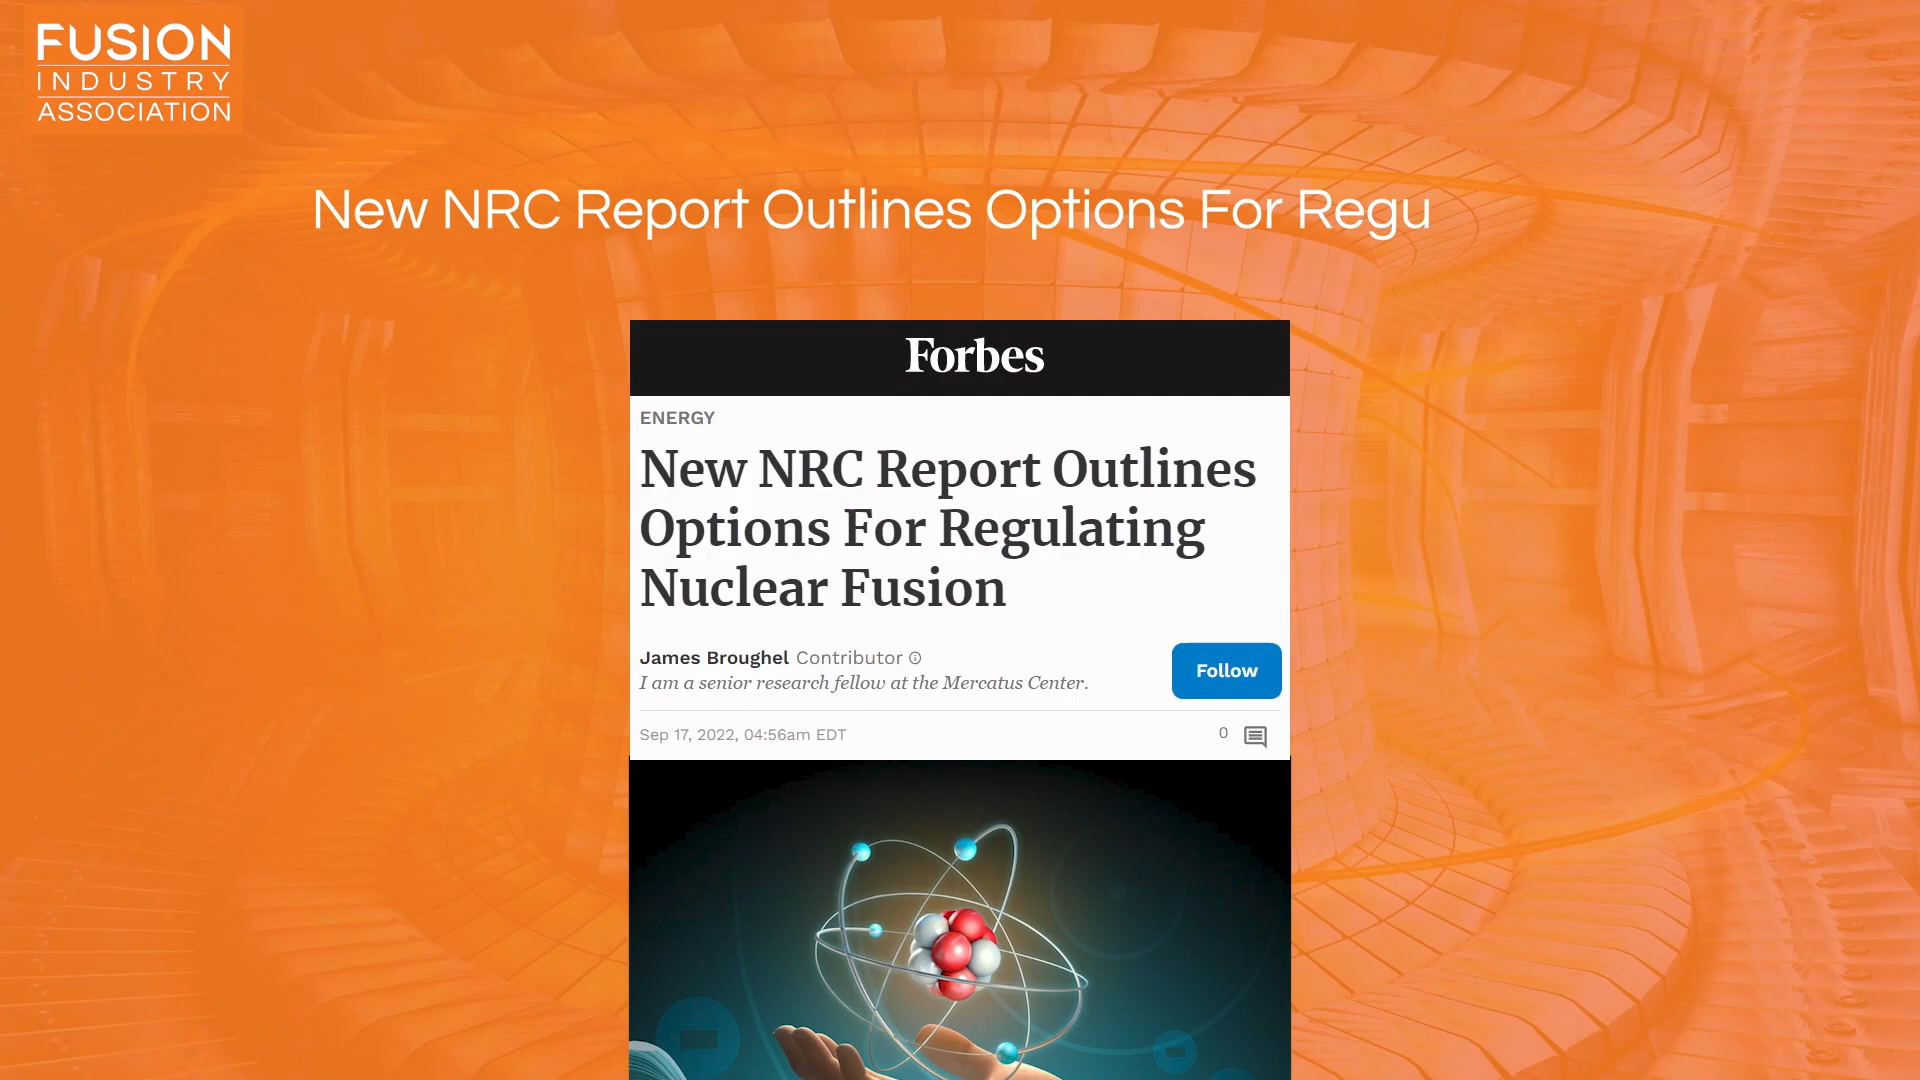 FUSION
INDUSTRY
ASSOCIATION
New NRC Report Outlines Options For Regu
Forbes
ENERGY
New NRC Report Outlines
Options For Regulating
Nuclear Fusion
James Broughel Contributor
I am a senior research fellow at the Mercatus Center.
Follow
Sep 17, 2022, 04:56am EDT
0